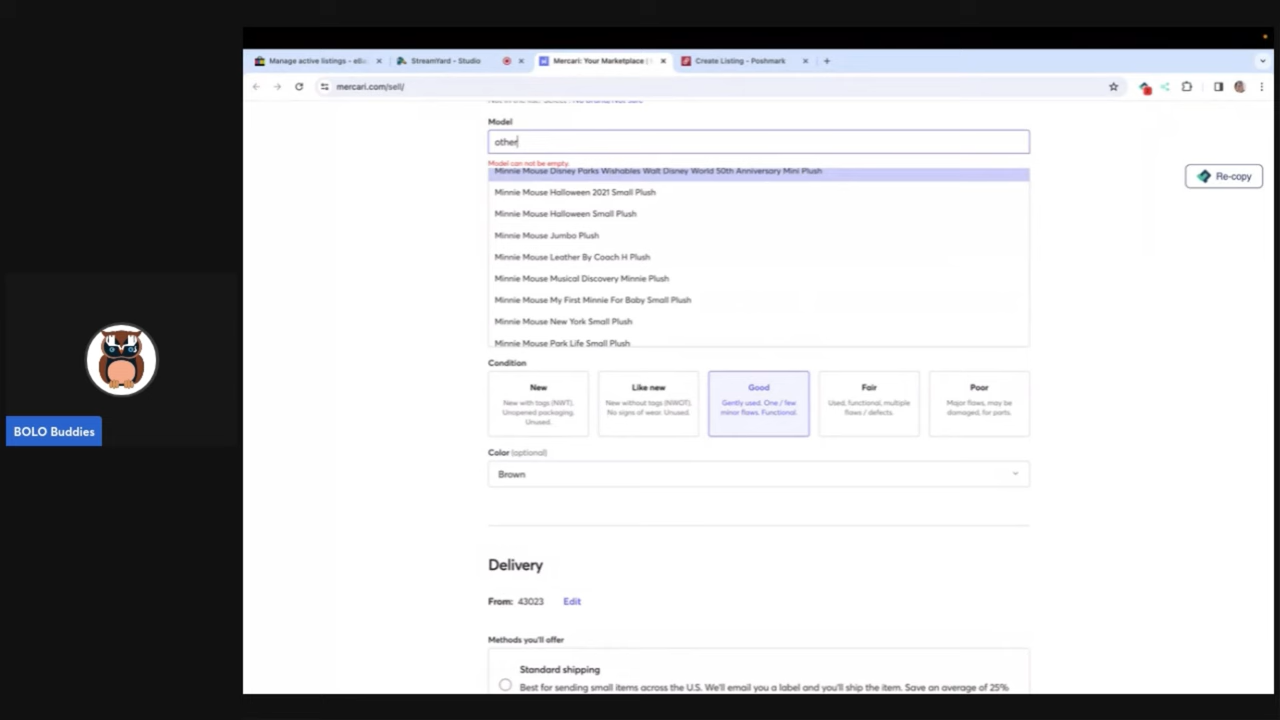 Manage active listings - eBa
StreamYard - Studio
Mercari: Your Marketplace |
Create Listing - Poshmark
mercari.com/sell/
Model
other
Model can not be empty.
Minnie Mouse Disney Parks Wishables Walt Disney World 50th Anniversary Mini Plush
Minnie Mouse Halloween 2021 Small Plush
Minnie Mouse Halloween Small Plush
Minnie Mouse Jumbo Plush
Minnie Mouse Leather By Coach H Plush
Minnie Mouse Musical Discovery Minnie Plush
Minnie Mouse My First Minnie For Baby Small Plush
Minnie Mouse New York Small Plush
Minnie Mouse Park Life Small Plush
Re-copy
Condition
New
New with tags (NWT).
Unopened packaging.
Unused.
Like new
New without tags (NWOT).
No signs of wear. Unused.
Good
Gently used. One / few
minor flaws. Functional.
Fair
Used, functional, multiple
flaws / defects.
Poor
Major flaws, may be
damaged, for parts.
Color (optional)
Brown
BOLO Buddies
Delivery
From: 43023 Edit
Methods you'll offer
Standard shipping
Best for sending small items across the U.S. We'll email you a label and you'll ship the item. Save an average of 25%